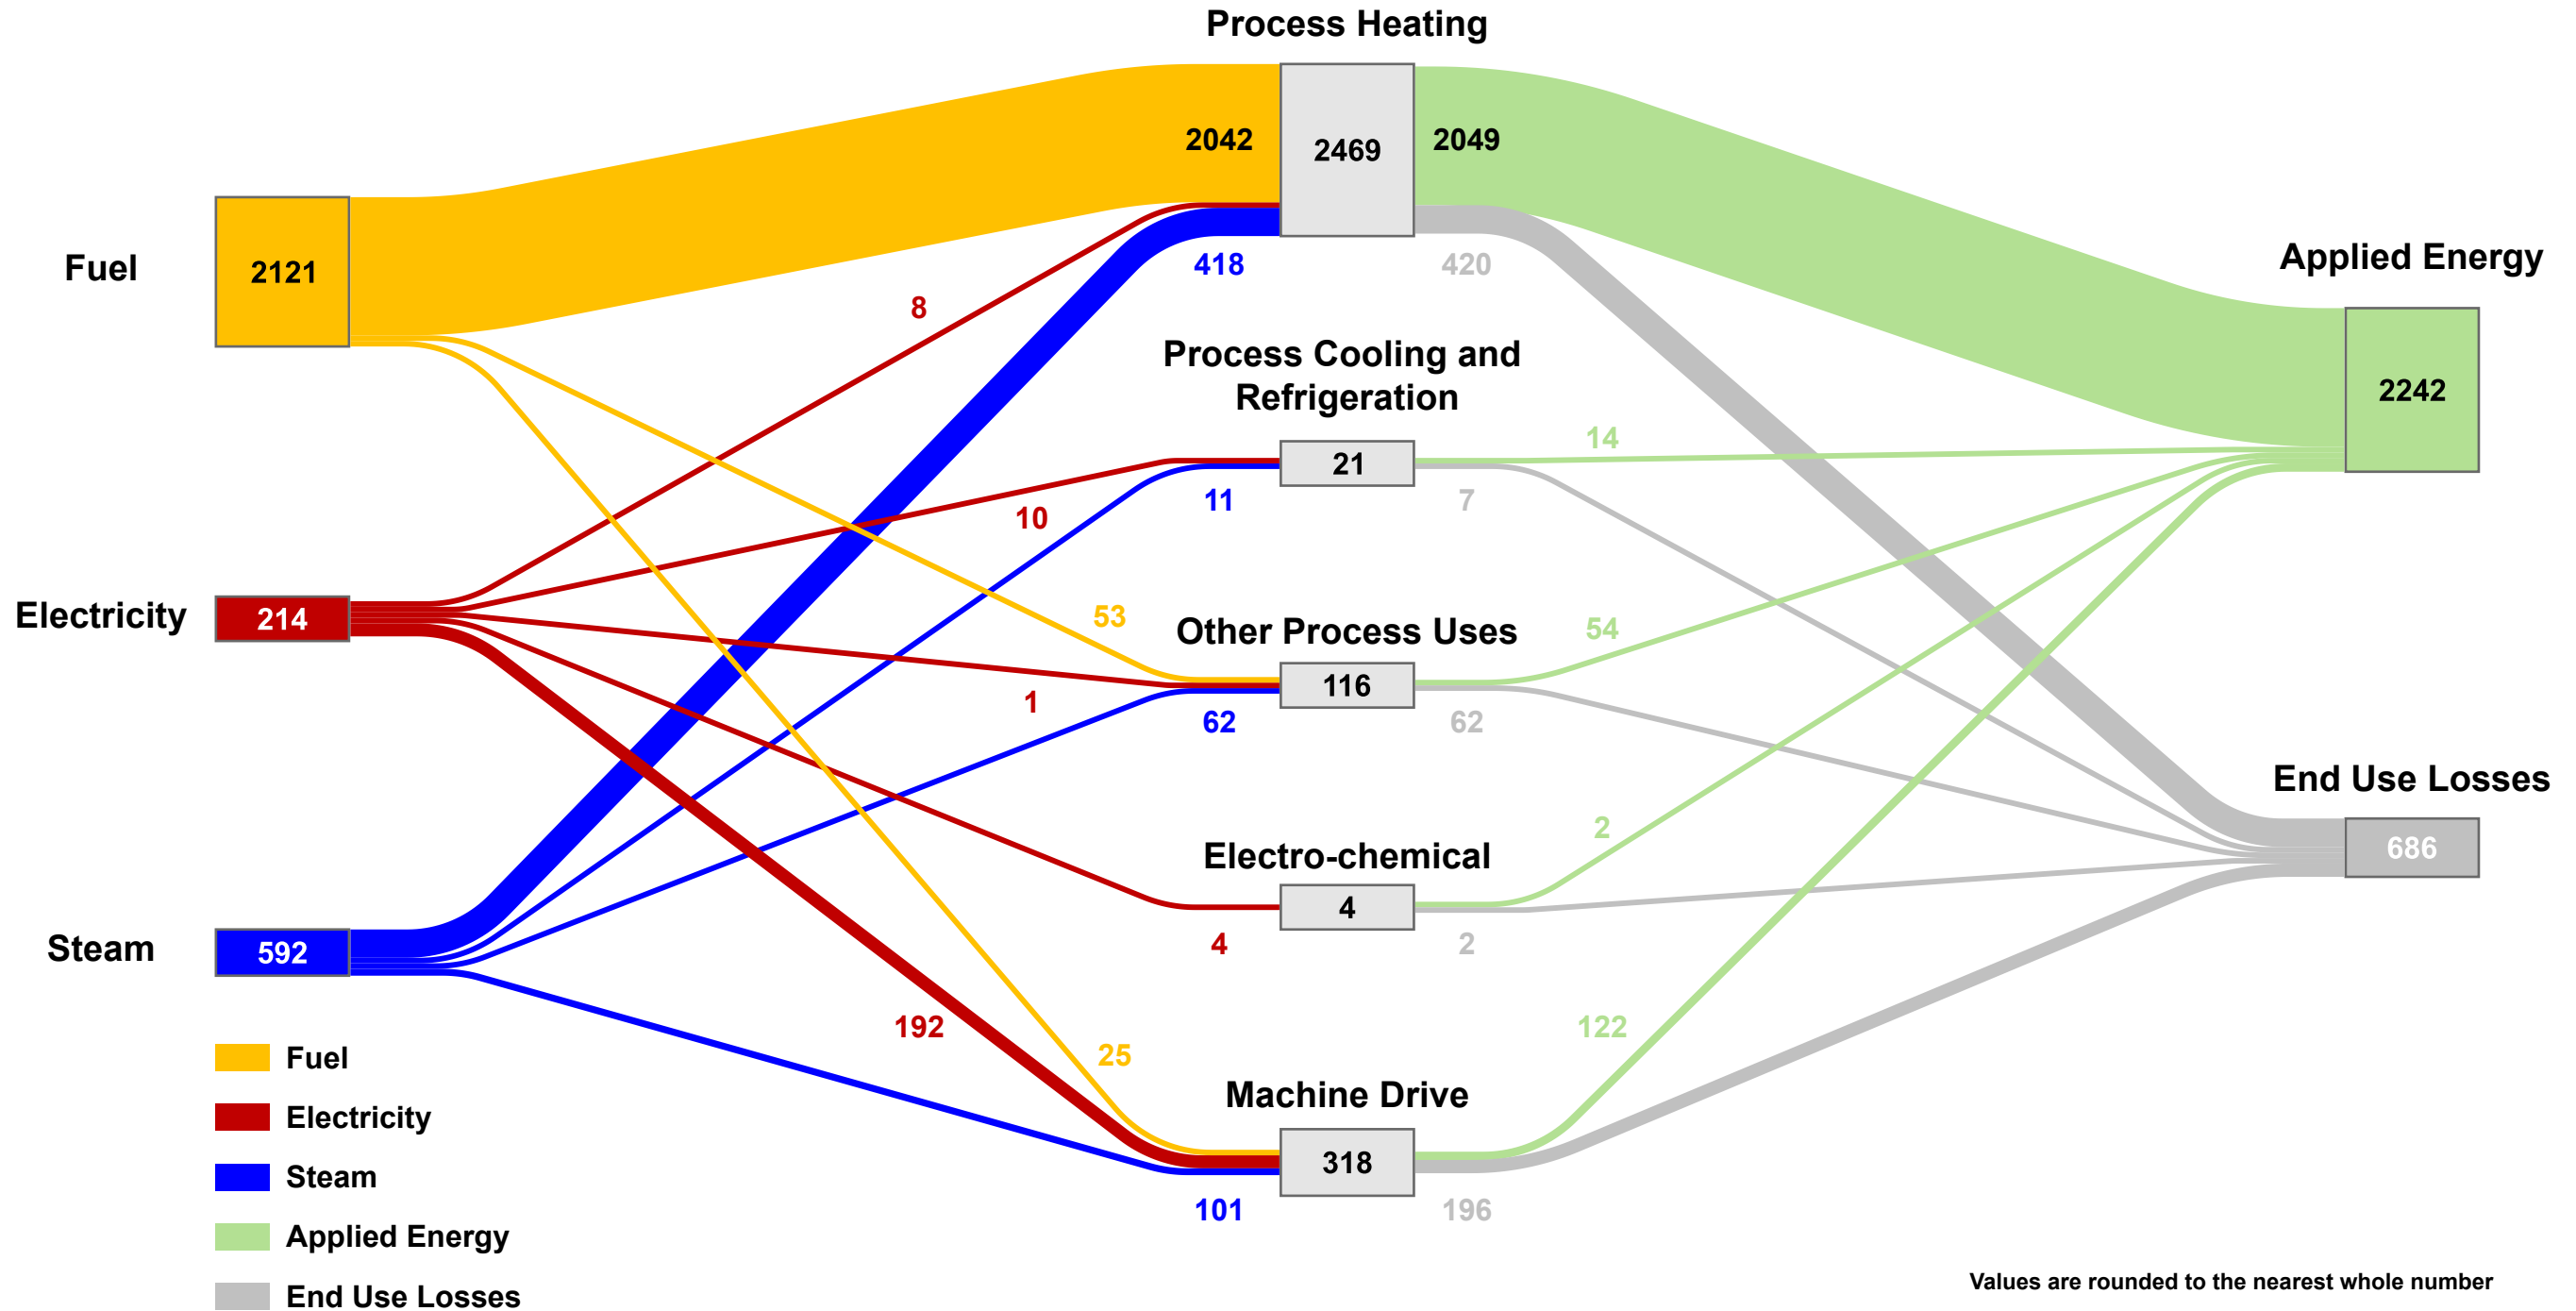 Process Heating
2042
2469
2049
Fuel
2121
418
420
Applied Energy
8
Process Cooling and
Refrigeration
2242
14
21
10
11
7
53
Other Process Uses
54
Electricity
214
116
1
62
62
End Use Losses
2
686
Electro-chemical
Steam
592
4
4
2
192
25
122
Fuel
Machine Drive
Electricity
318
Steam
101
196
Applied Energy
Values are rounded to the nearest whole number
End Use Losses